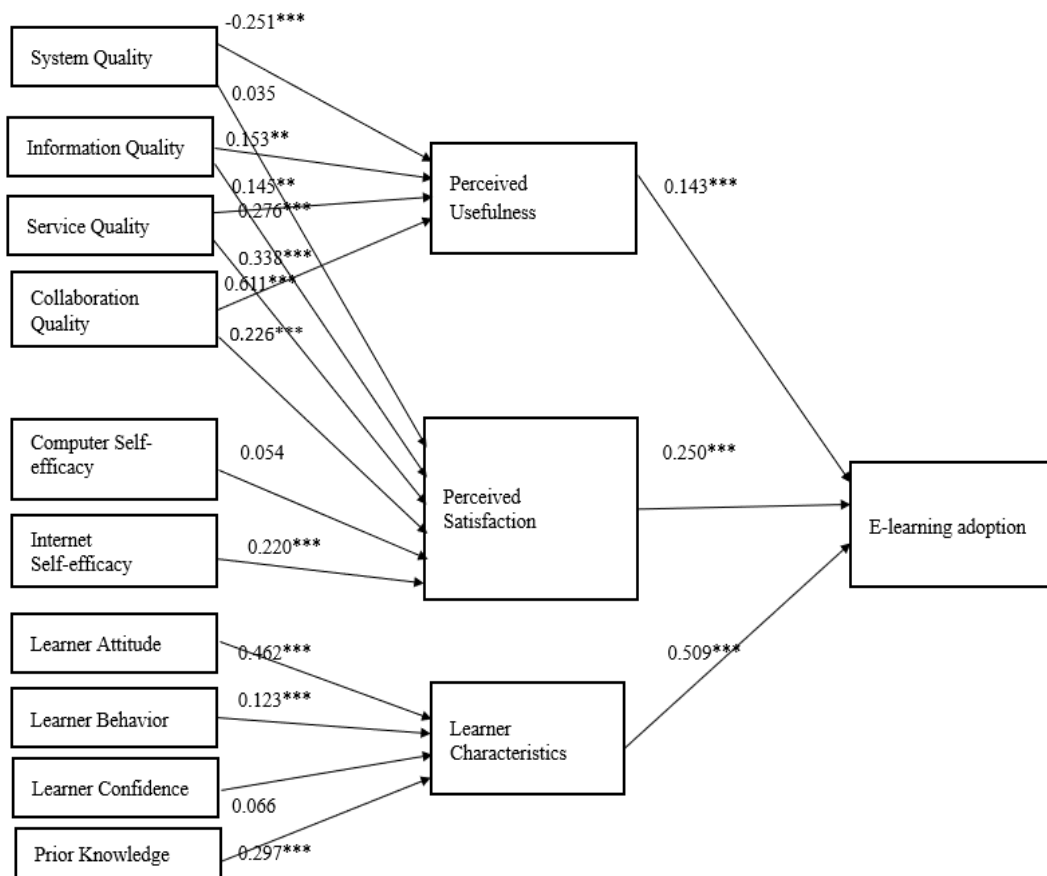 -0.251***
System Quality
0.035
Information Quality
0.153**
0.145**
Service Quality
0.276***
0.338***
Collaboration
Quality
0.611***
0.226***
Perceived
Usefulness
0.143***
Computer Self-
efficacy
0.054
Internet
Self-efficacy
0.220***
Perceived
Satisfaction
0.250***
E-learning adoption
Learner Attitude
0.462***
Learner Behavior
0.123***
Learner Confidence
0.066
Prior Knowledge
0.297***
Learner
Characteristics
0.509***